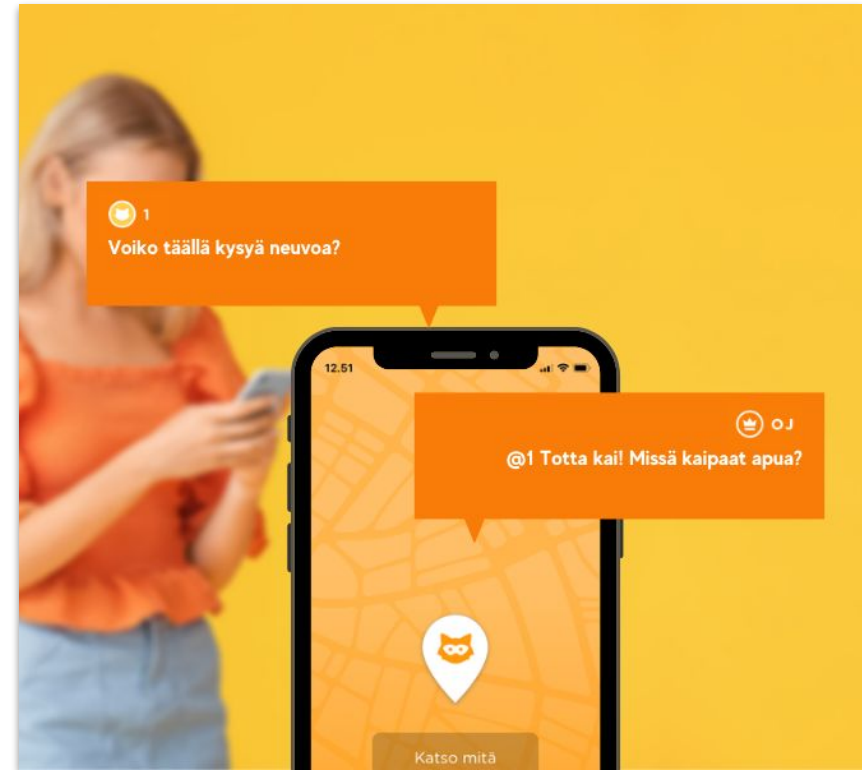 1
Voiko täällä kysyä neuvoa?
12.51
OJ
@1 Totta kai! Missä kaipaat apua?
Katso mitä